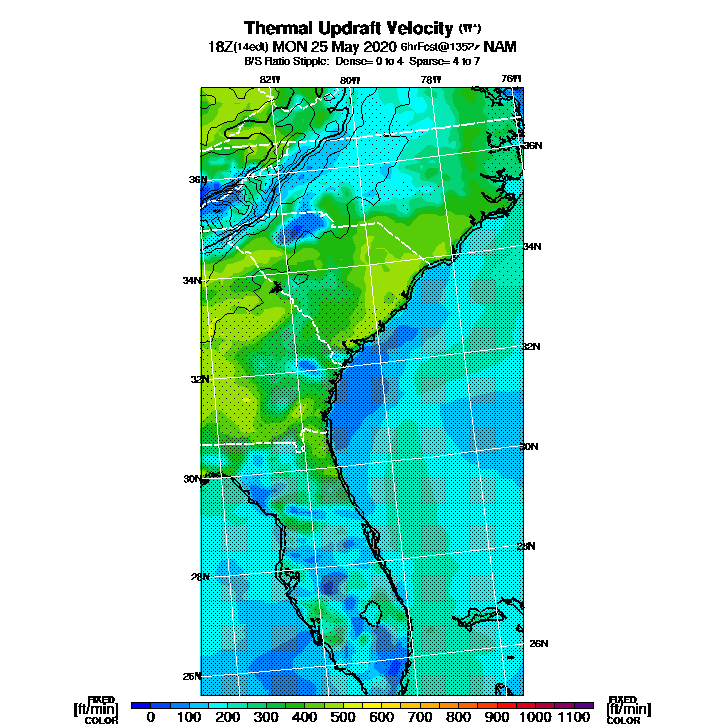 Thermal Updraft Velocity (W*)
18Z(14edt) MON 25 May 2020 6hrFcst@1352z NAM
B/S Ratio Stipple: Dense= 0 to 4 Sparse= 4 to 7
82W 80W 78W 76W
36N
36N
34N
34N
32N
32N
30N
30N
28N
28N
26N
26N
FIXED FIXED
[ft/min] [ft/min]
COLOR COLOR
0 100 200 300 400 500 600 700 800 900 1000 1100